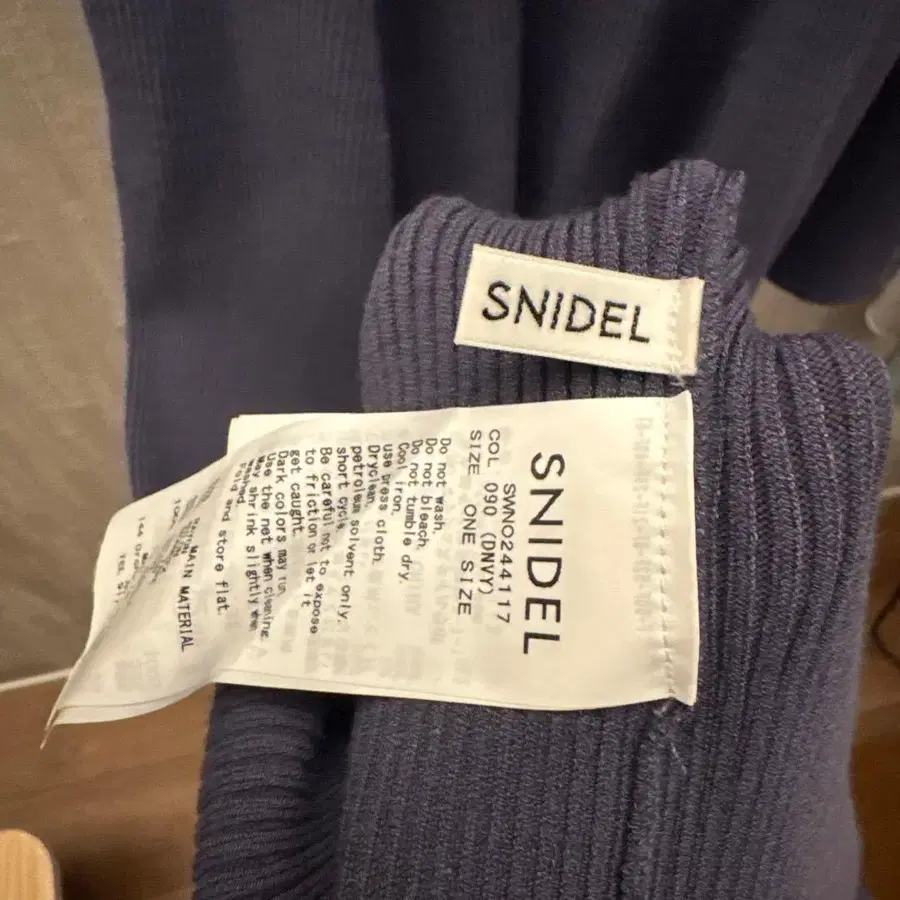 SNIDEL
SNIDEL
SWNO244117
COL 090 (DNVY)
SIZE ONE SIZE
Do not wash.
Do not bleach.
Do not tumble dry.
Cool iron.
use press cloth.
Dryclean.
petroleum solvent only.
short cycle.
Be careful not to expose
to friction or let it
get caught.
Dark colors may run
Use the net when cleaning.
May shrink slightly when
washed.
Fold and store flat.
MAIN MATERIAL